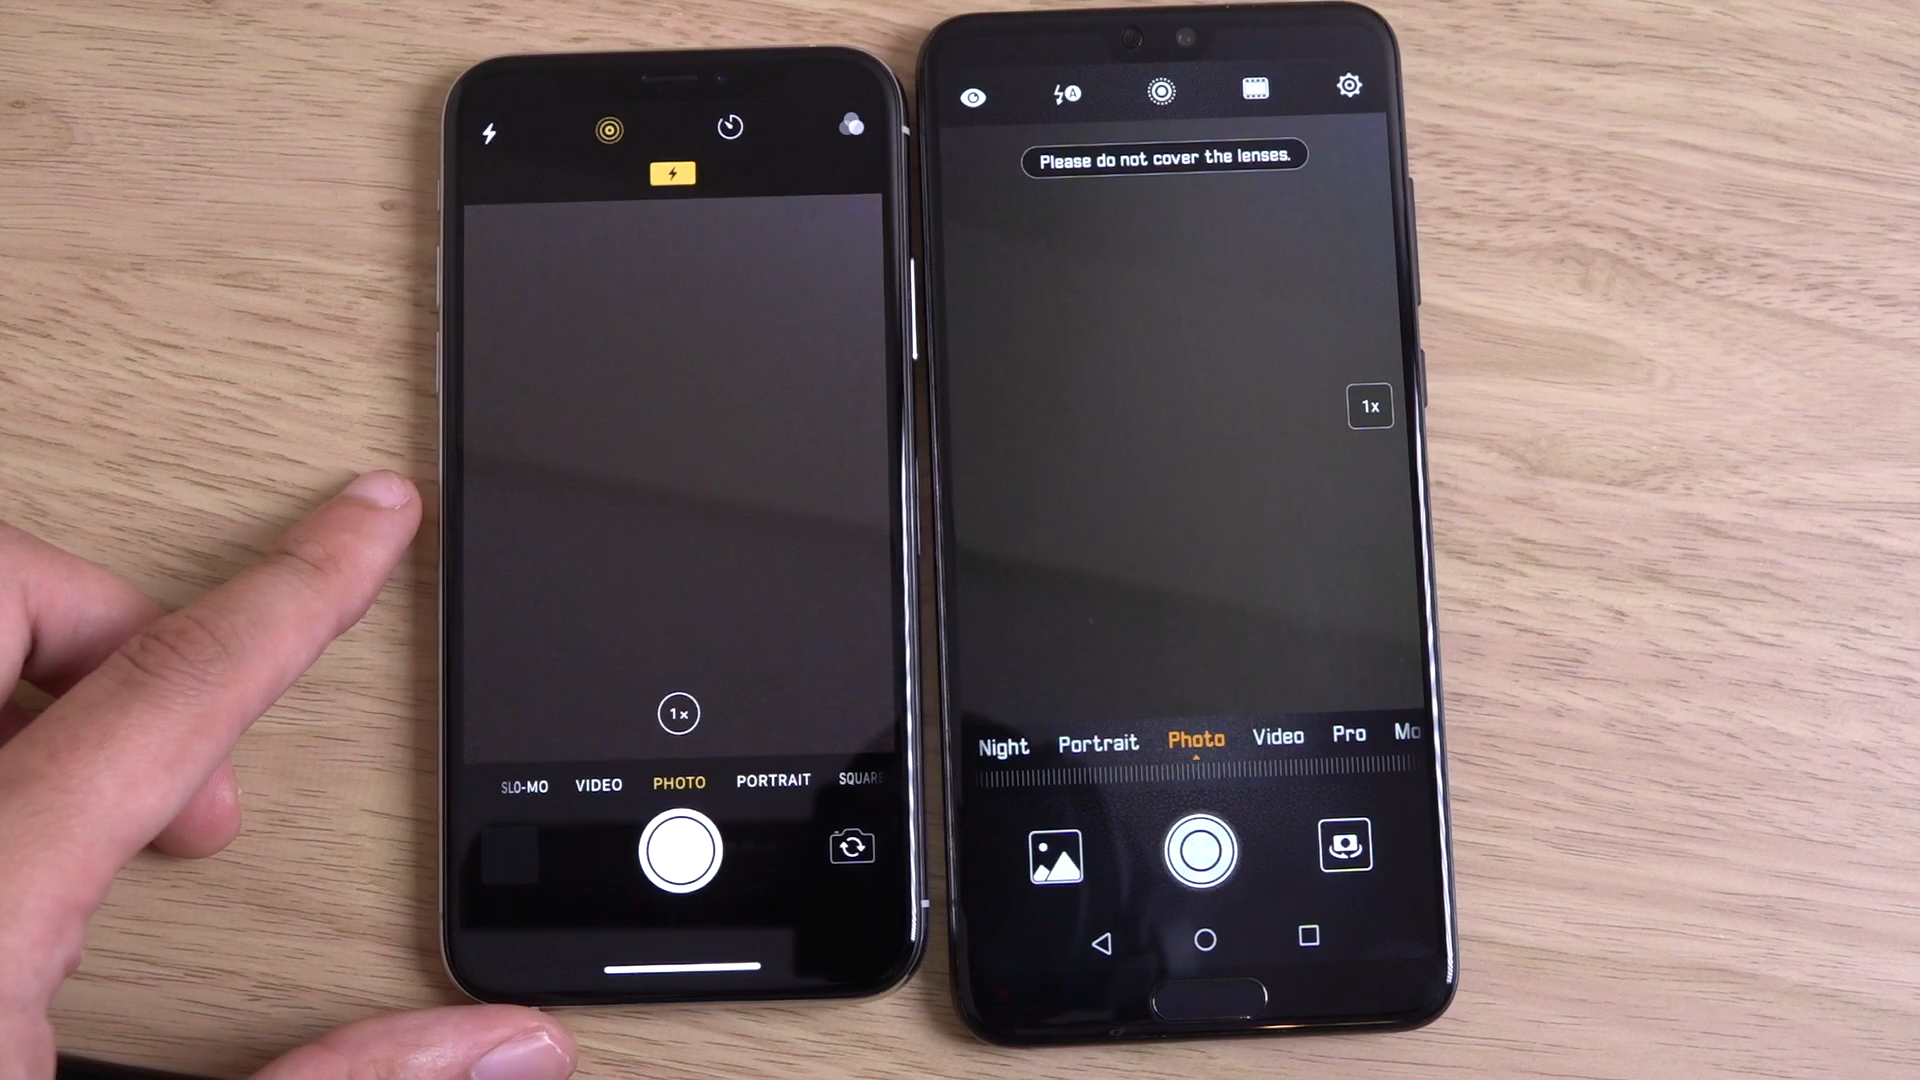 1x
SLO-MO VIDEO PHOTO PORTRAIT SQUARE
A
Please do not cover the lenses.
1x
Night Portrait Photo Video Pro Mo